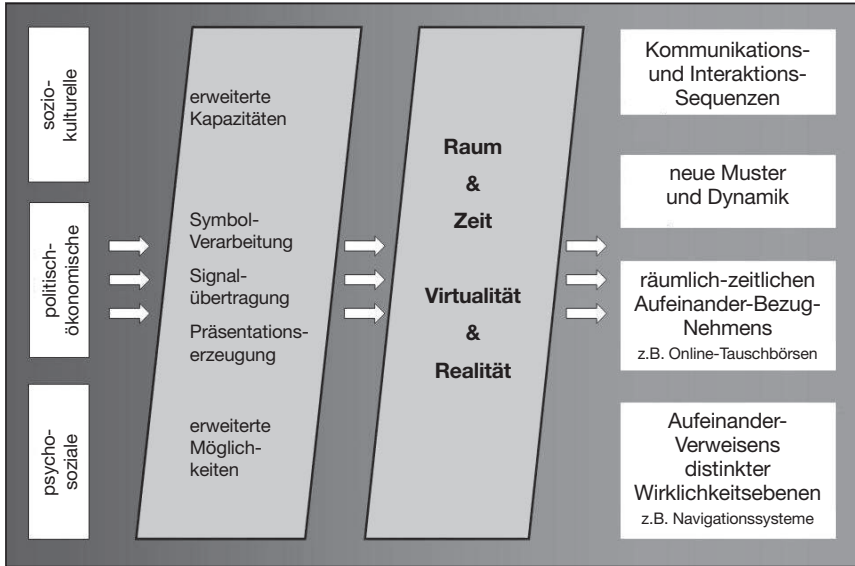 sozio-
kulturelle
politisch-
ökonomische
psycho-
soziale
erweiterte
Kapazitäten
Symbol-
Verarbeitung
Signal-
übertragung
Präsentations-
erzeugung
erweiterte
Möglich-
keiten
Raum
&
Zeit
Virtualität
&
Realität
Kommunikations-
und Interaktions-
Sequenzen
neue Muster
und Dynamik
räumlich-zeitlichen
Aufeinander-Bezug-
Nehmens
z.B. Online-Tauschbörsen
Aufeinander-
Verweisens
distinkter
Wirklichkeitsebenen
z.B. Navigationssysteme